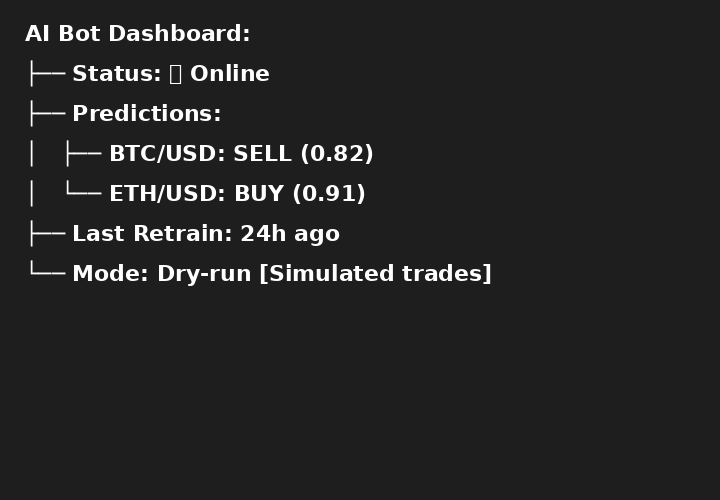 AI Bot Dashboard:
├── Status: ▯ Online
├── Predictions:
│   ├── BTC/USD: SELL (0.82)
│   └── ETH/USD: BUY (0.91)
├── Last Retrain: 24h ago
└── Mode: Dry-run [Simulated trades]